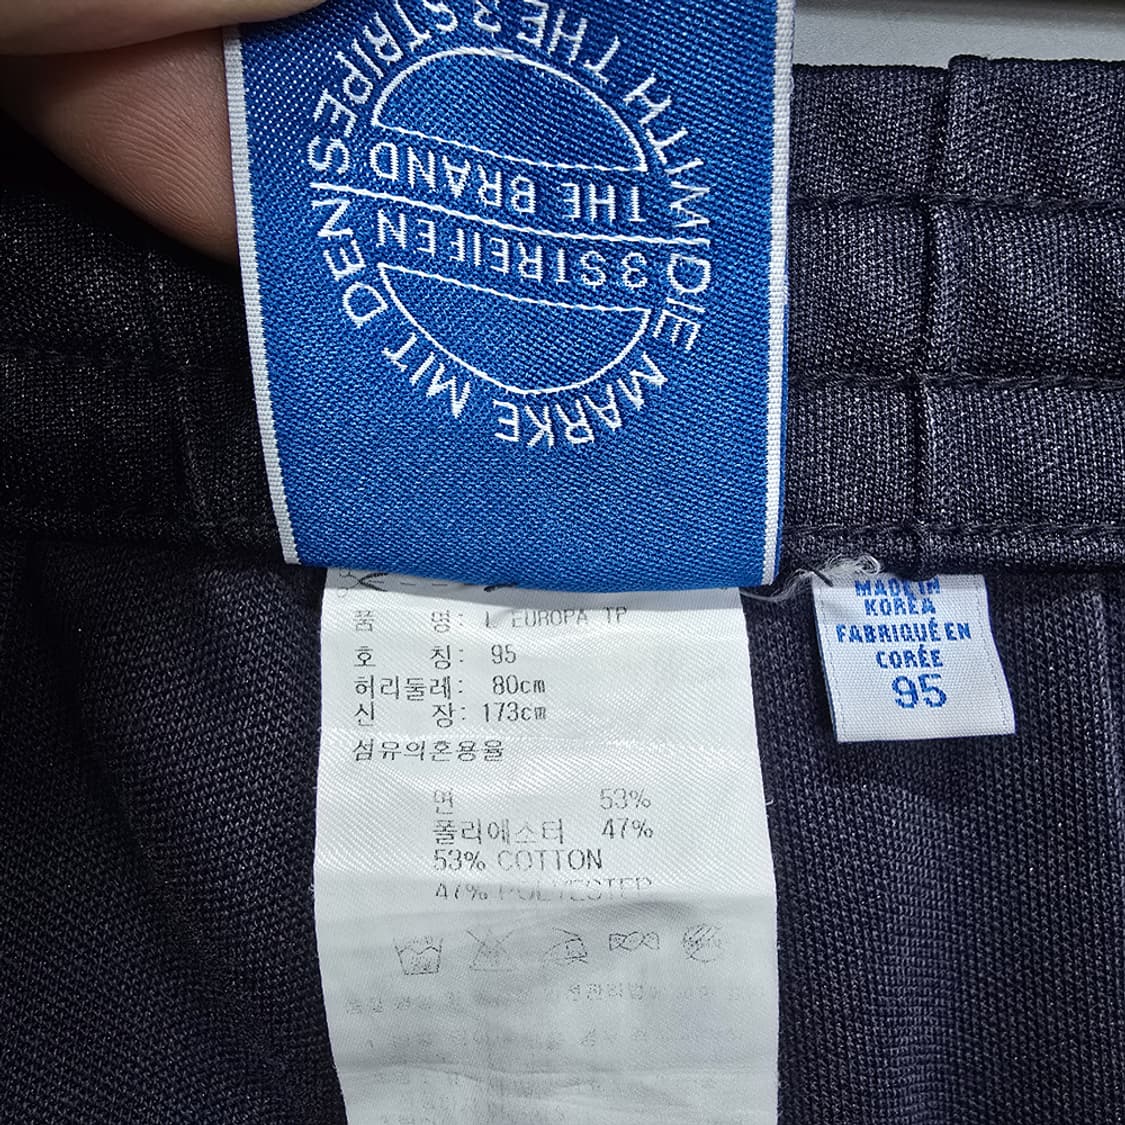 DIE MARKE MIT DEN
3 STREIFEN
THE BRAND
WITH THE 3 STRIPES
품 명: L EUROPA TP
호 칭: 95
허리둘레: 80cm
신 장: 173cm
섬유의혼용율
면 53%
폴리에스터 47%
53% COTTON
47% POLYESTER
MADE IN
KOREA
FABRIQUÉ EN
CORÉE
95